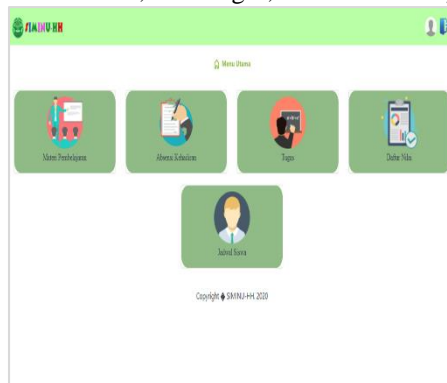 SIMINU-HH
Menu Utama
Materi Pembelajaran
Absensi Kehadiran
Tugas
Daftar Nilai
Jadwal Siswa
Copyright � SIMINU-HH. 2020